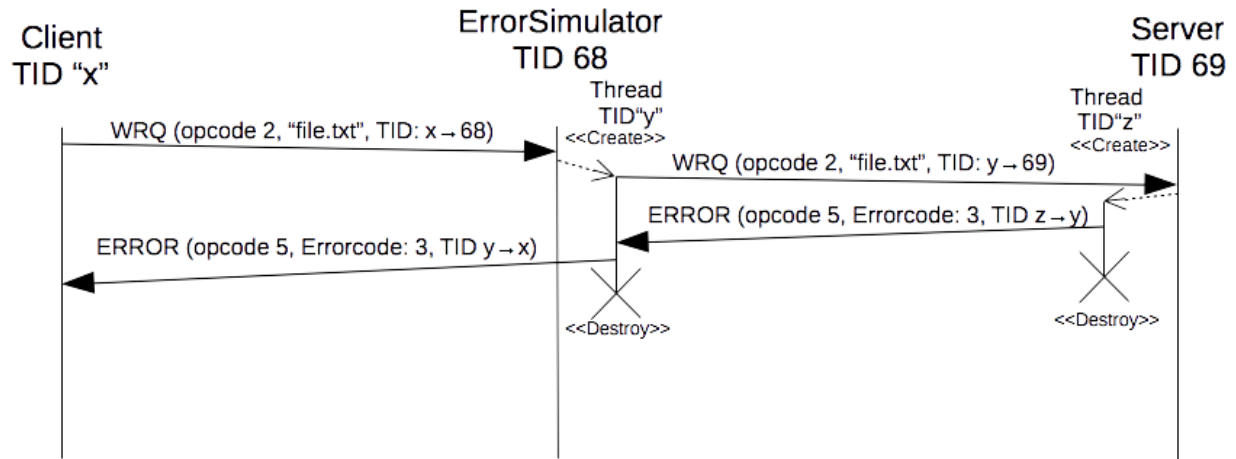 Client
TID “x”
ErrorSimulator
TID 68
Server
TID 69
Thread
TID“y”
<<Create>>
Thread
TID“z”
<<Create>>
WRQ (opcode 2, “file.txt”, TID: x→68)
WRQ (opcode 2, “file.txt”, TID: y→69)
ERROR (opcode 5, Errorcode: 3, TID z→y)
ERROR (opcode 5, Errorcode: 3, TID y→x)
<<Destroy>>
<<Destroy>>